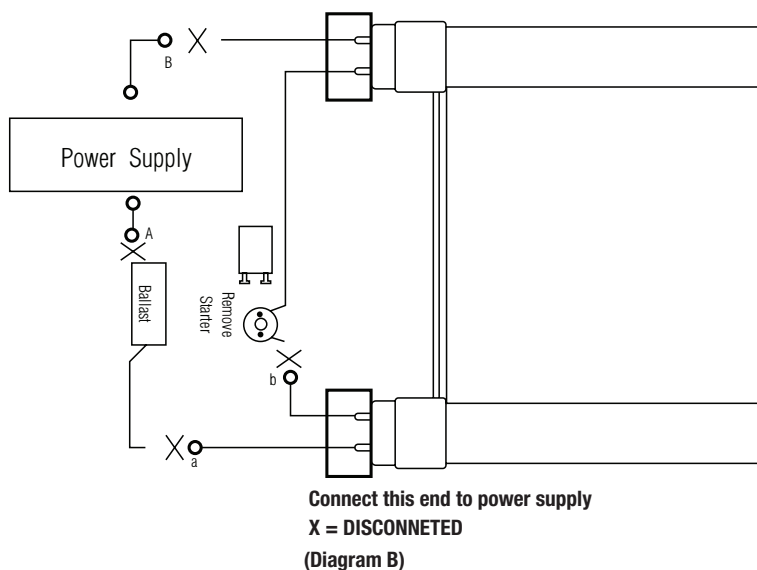 B
Power Supply
A
Ballast
Remove
Starter
b
a
Connect this end to power supply
X = DISCONNETED
(Diagram B)